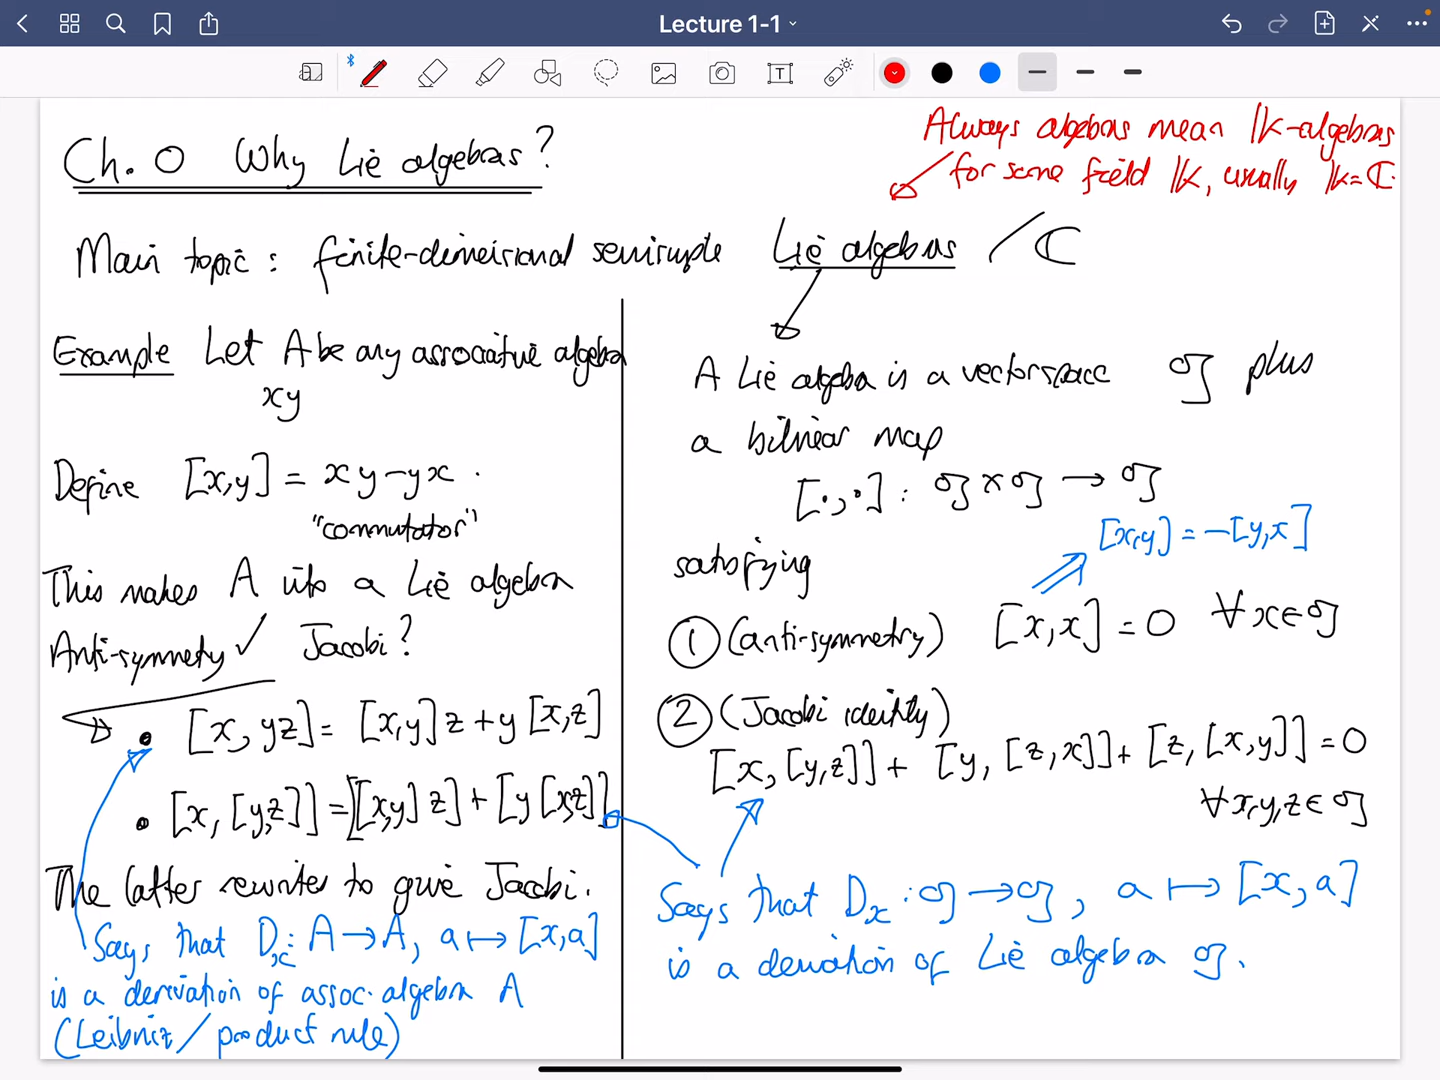 Lecture 1-1
Always algebras mean 𝕜-algebras
for some field 𝕜, usually 𝕜=ℂ.
Ch. 0 Why Lie algebras?
Main topic: finite-dimensional semisimple Lie algebras / ℂ
Example Let A be any associative algebra
xy
Define [x,y] = xy-yx.
"commutator"
This makes A into a Lie algebra
Anti-symmetry ✓ Jacobi?
• [x, yz] = [x,y]z + y[x,z]
• [x, [y,z]] = [[x,y] z] + [y [x,z]]
The latter rewrites to give Jacobi.
Says that Dx: A → A, a ↦ [x,a]
is a derivation of assoc. algebra A
(Leibniz / product rule)
A Lie algebra is a vector space 𝔤 plus
a bilinear map
[·,·] : 𝔤 × 𝔤 → 𝔤
[x,y] = -[y,x]
satisfying
① (anti-symmetry) [x,x] = 0 ∀x∈𝔤
② (Jacobi identity)
[x, [y,z]] + [y, [z,x]] + [z, [x,y]] = 0
∀x,y,z∈𝔤
Says that Dx : 𝔤 → 𝔤, a ↦ [x,a]
is a derivation of Lie algebra 𝔤.